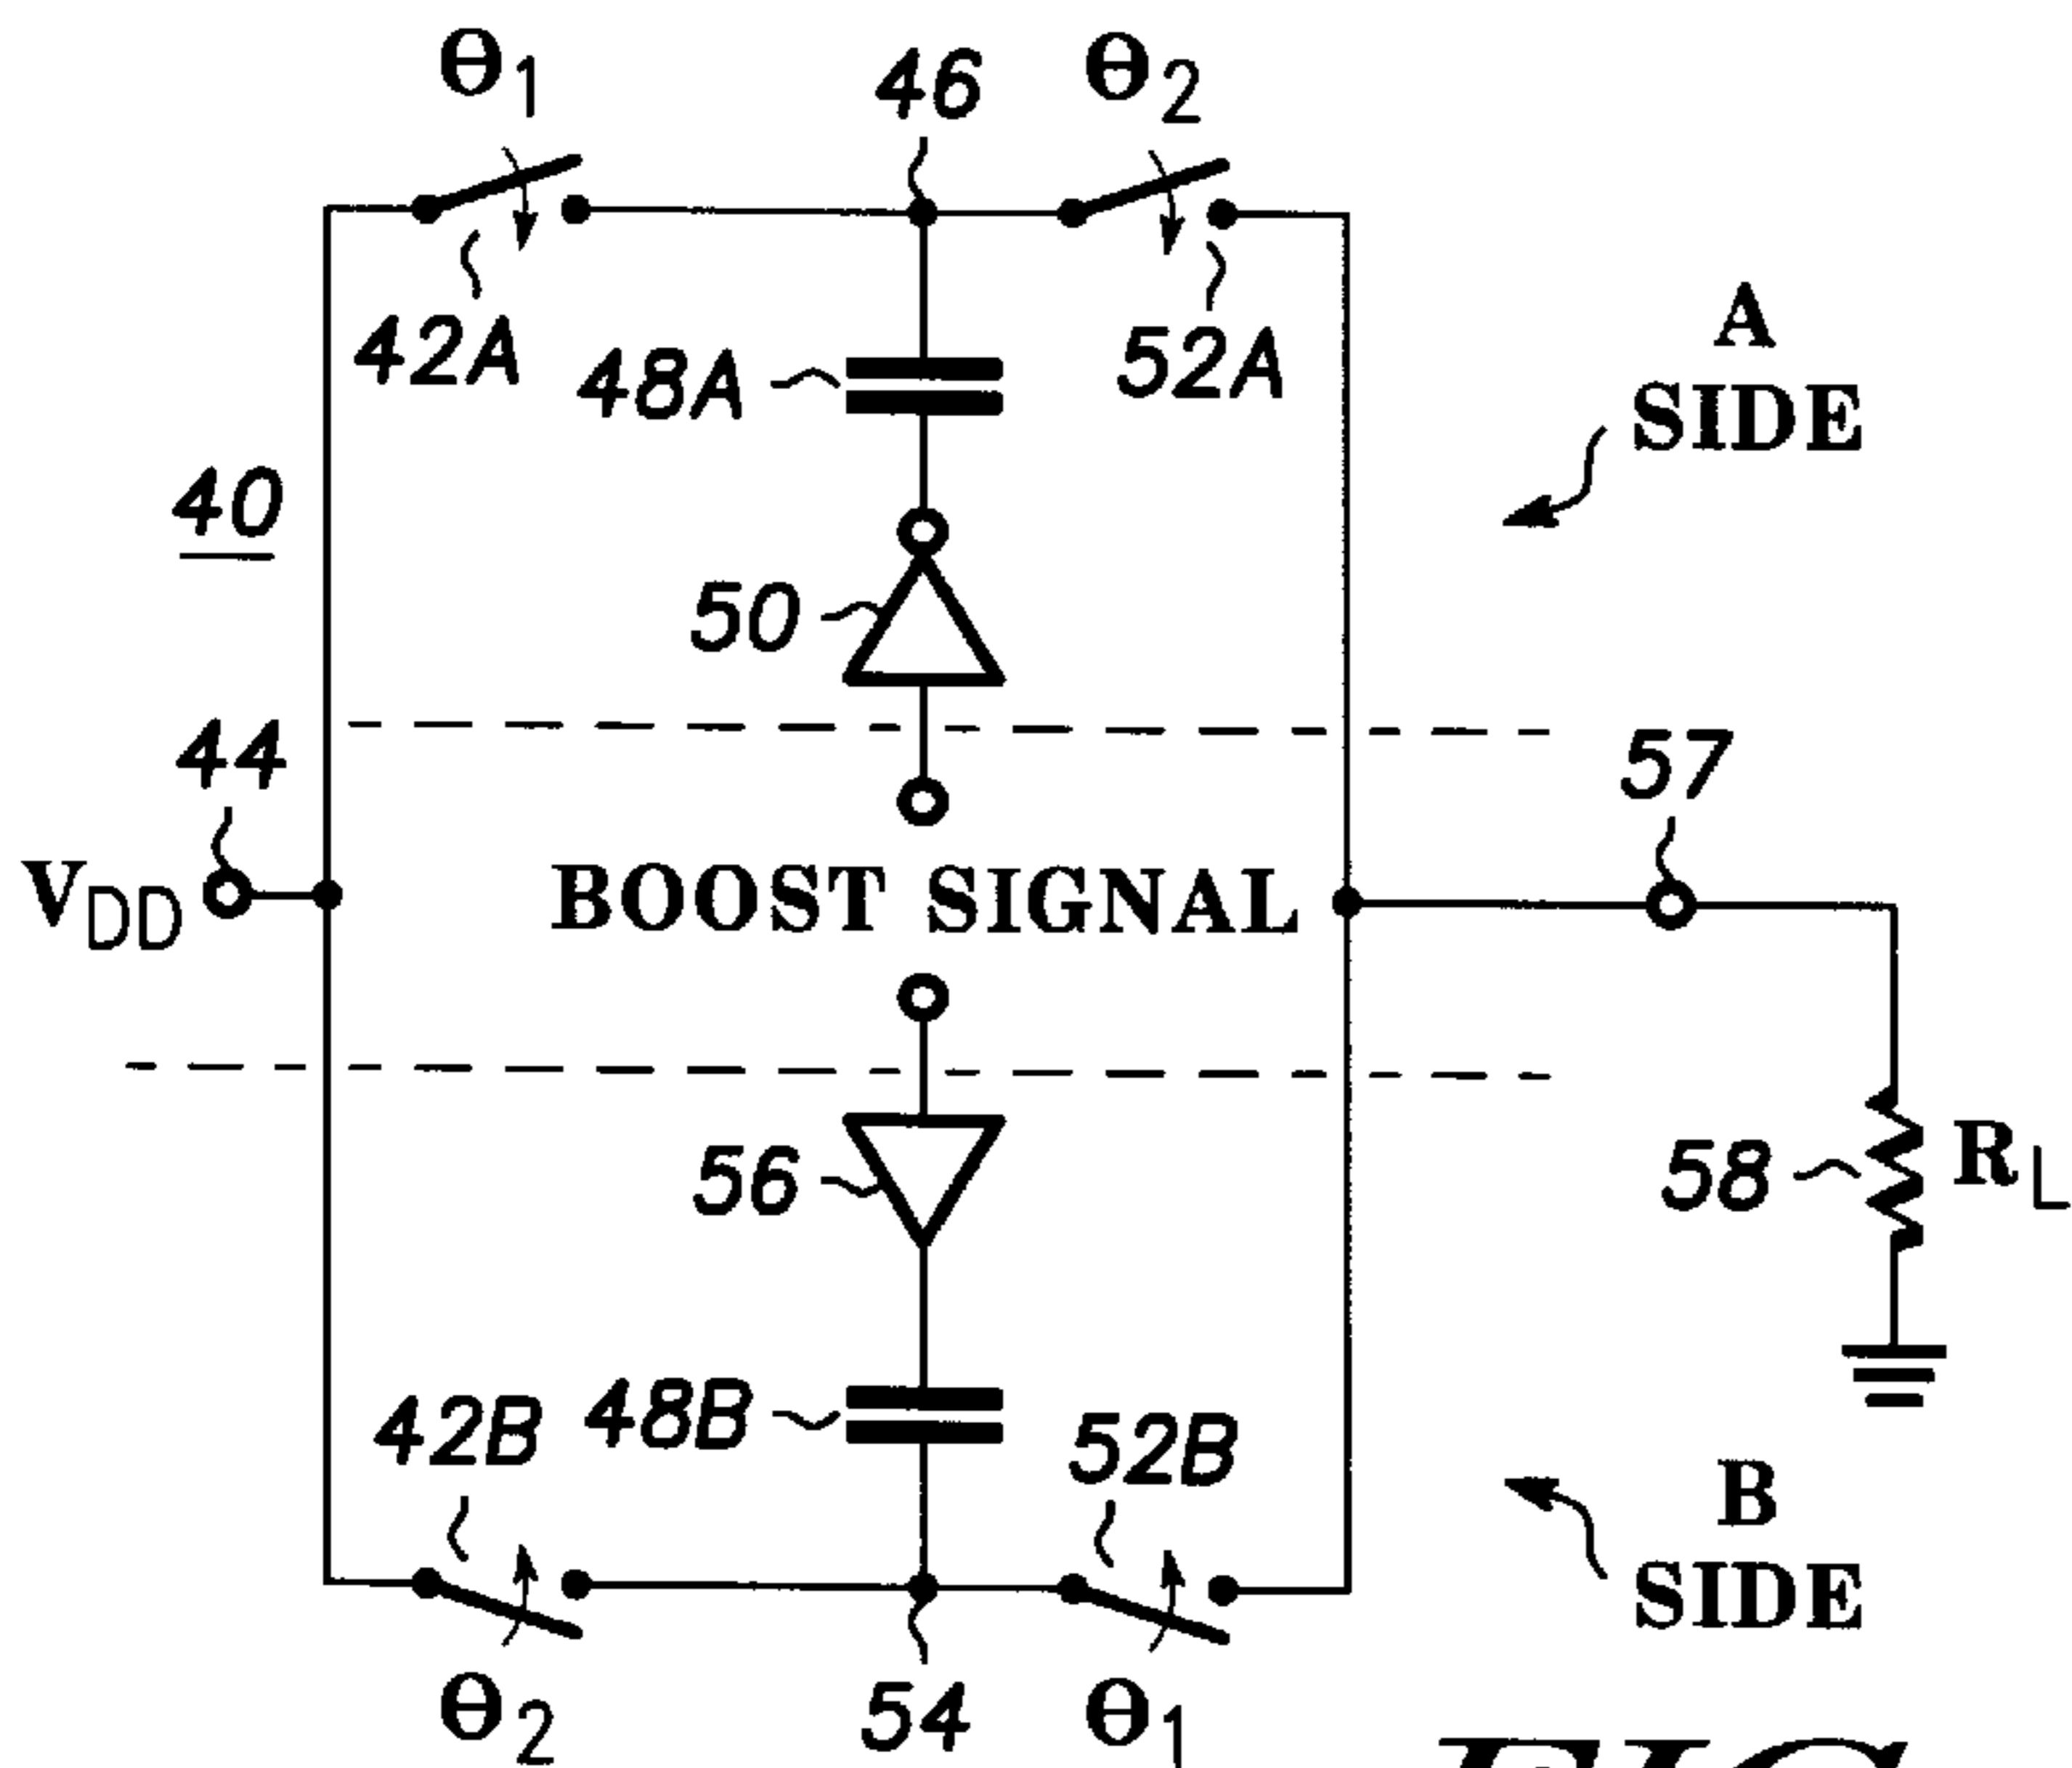 θ1
46
θ2
42A
48A
52A
A
SIDE
40
50
44
57
VDD
BOOST SIGNAL
56
58
RL
42B
48B
52B
B
SIDE
θ2
54
θ1